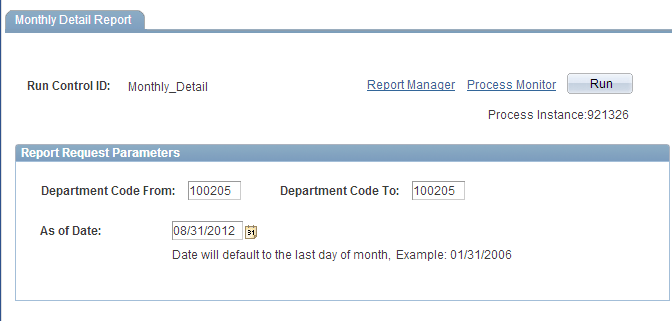 Monthly Detail Report
Run Control ID: Monthly_Detail Report Manager Process Monitor Run
Process Instance:921326
Report Request Parameters
Department Code From: 100205 Department Code To: 100205
As of Date: 08/31/2012 31
Date will default to the last day of month, Example: 01/31/2006